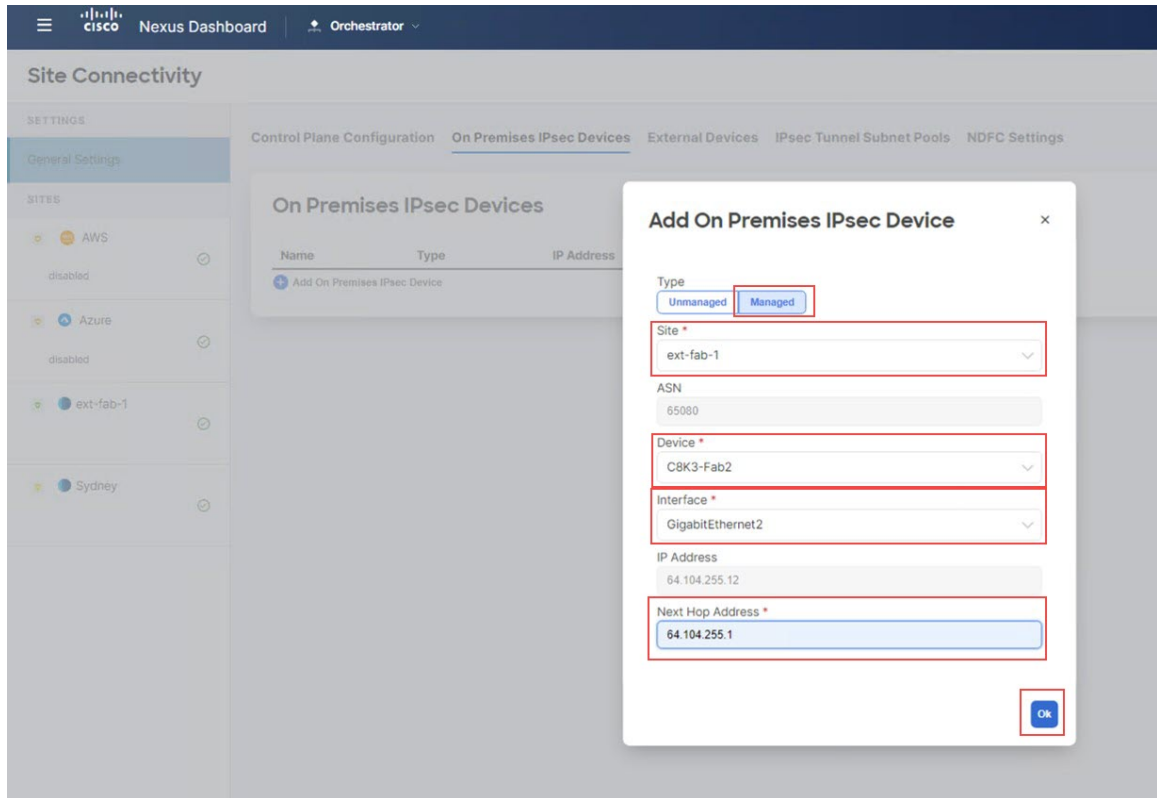 CISCO Nexus Dashboard Orchestrator
Site Connectivity
SETTINGS
General Settings
SITES
AWS
disabled
Azure
disabled
ext-fab-1
Sydney
Control Plane Configuration On Premises IPsec Devices External Devices IPsec Tunnel Subnet Pools NDFC Settings
On Premises IPsec Devices
Name Type IP Address
Add On Premises IPsec Device
Add On Premises IPsec Device ×
Type
Unmanaged Managed
Site *
ext-fab-1
ASN
65080
Device *
C8K3-Fab2
Interface *
GigabitEthernet2
IP Address
64.104.255.12
Next Hop Address *
64.104.255.1
Ok